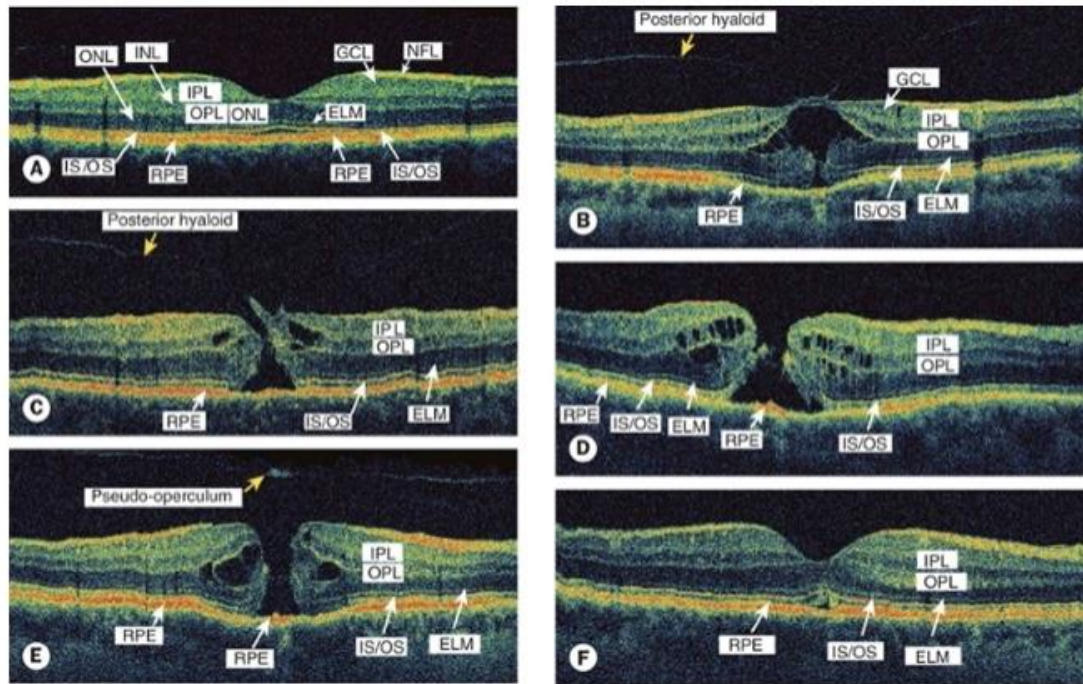 ONL INL GCL NFL
IPL
OPL ONL ELM
IS/OS RPE RPE IS/OS
A
Posterior hyaloid
GCL
IPL
OPL
RPE IS/OS ELM
B
Posterior hyaloid
IPL
OPL
RPE IS/OS ELM
C
IPL
OPL
RPE IS/OS ELM RPE IS/OS
D
Pseudo-operculum
IPL
OPL
RPE RPE IS/OS ELM
E
IPL
OPL
RPE IS/OS ELM
F